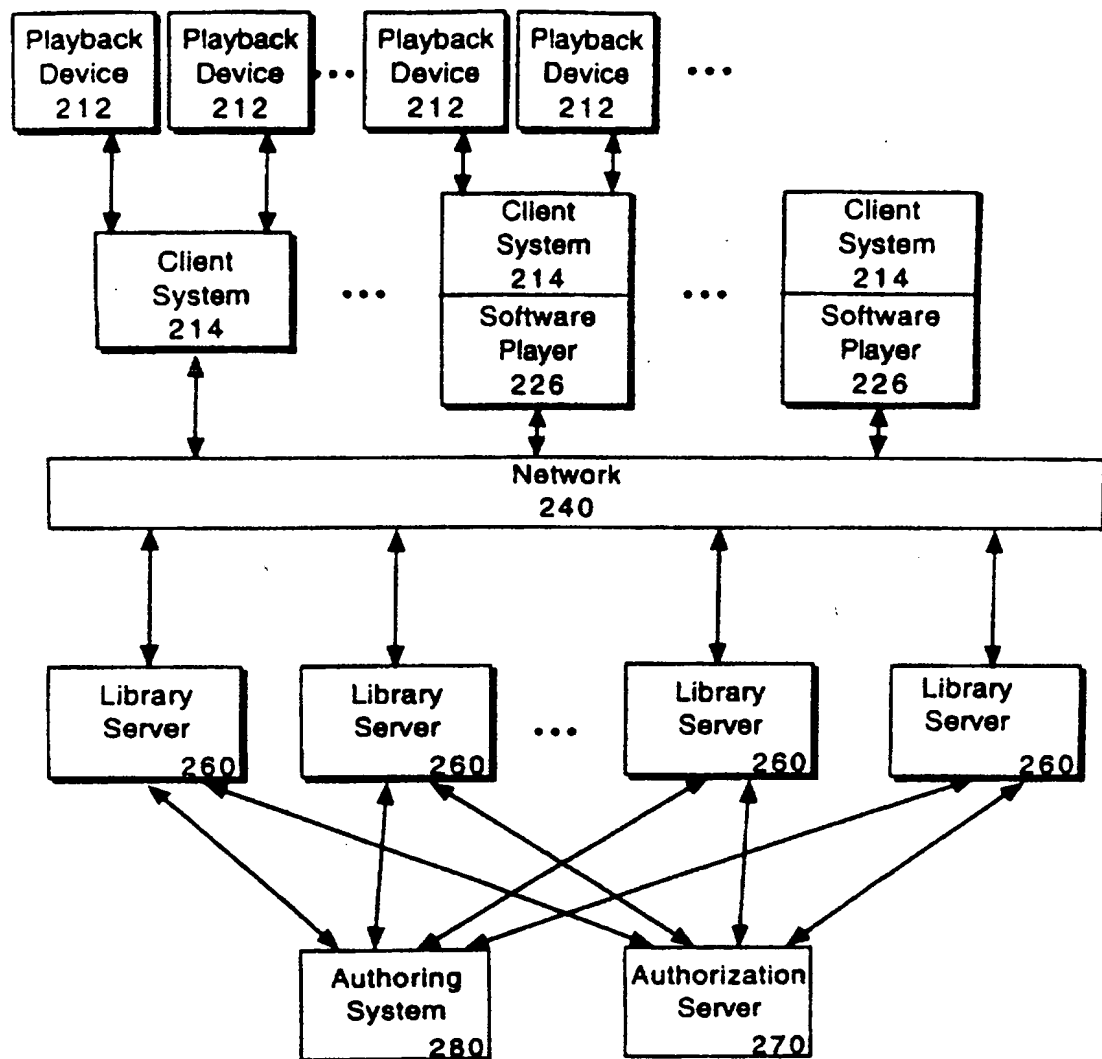 Playback
Device
212
Playback
Device
212
...
Playback
Device
212
Playback
Device
212
...
Client
System
214
...
Client
System
214
Software
Player
226
...
Client
System
214
Software
Player
226
Network
240
Library
Server
260
Library
Server
260
...
Library
Server
260
Library
Server
260
Authoring
System
280
Authorization
Server
270